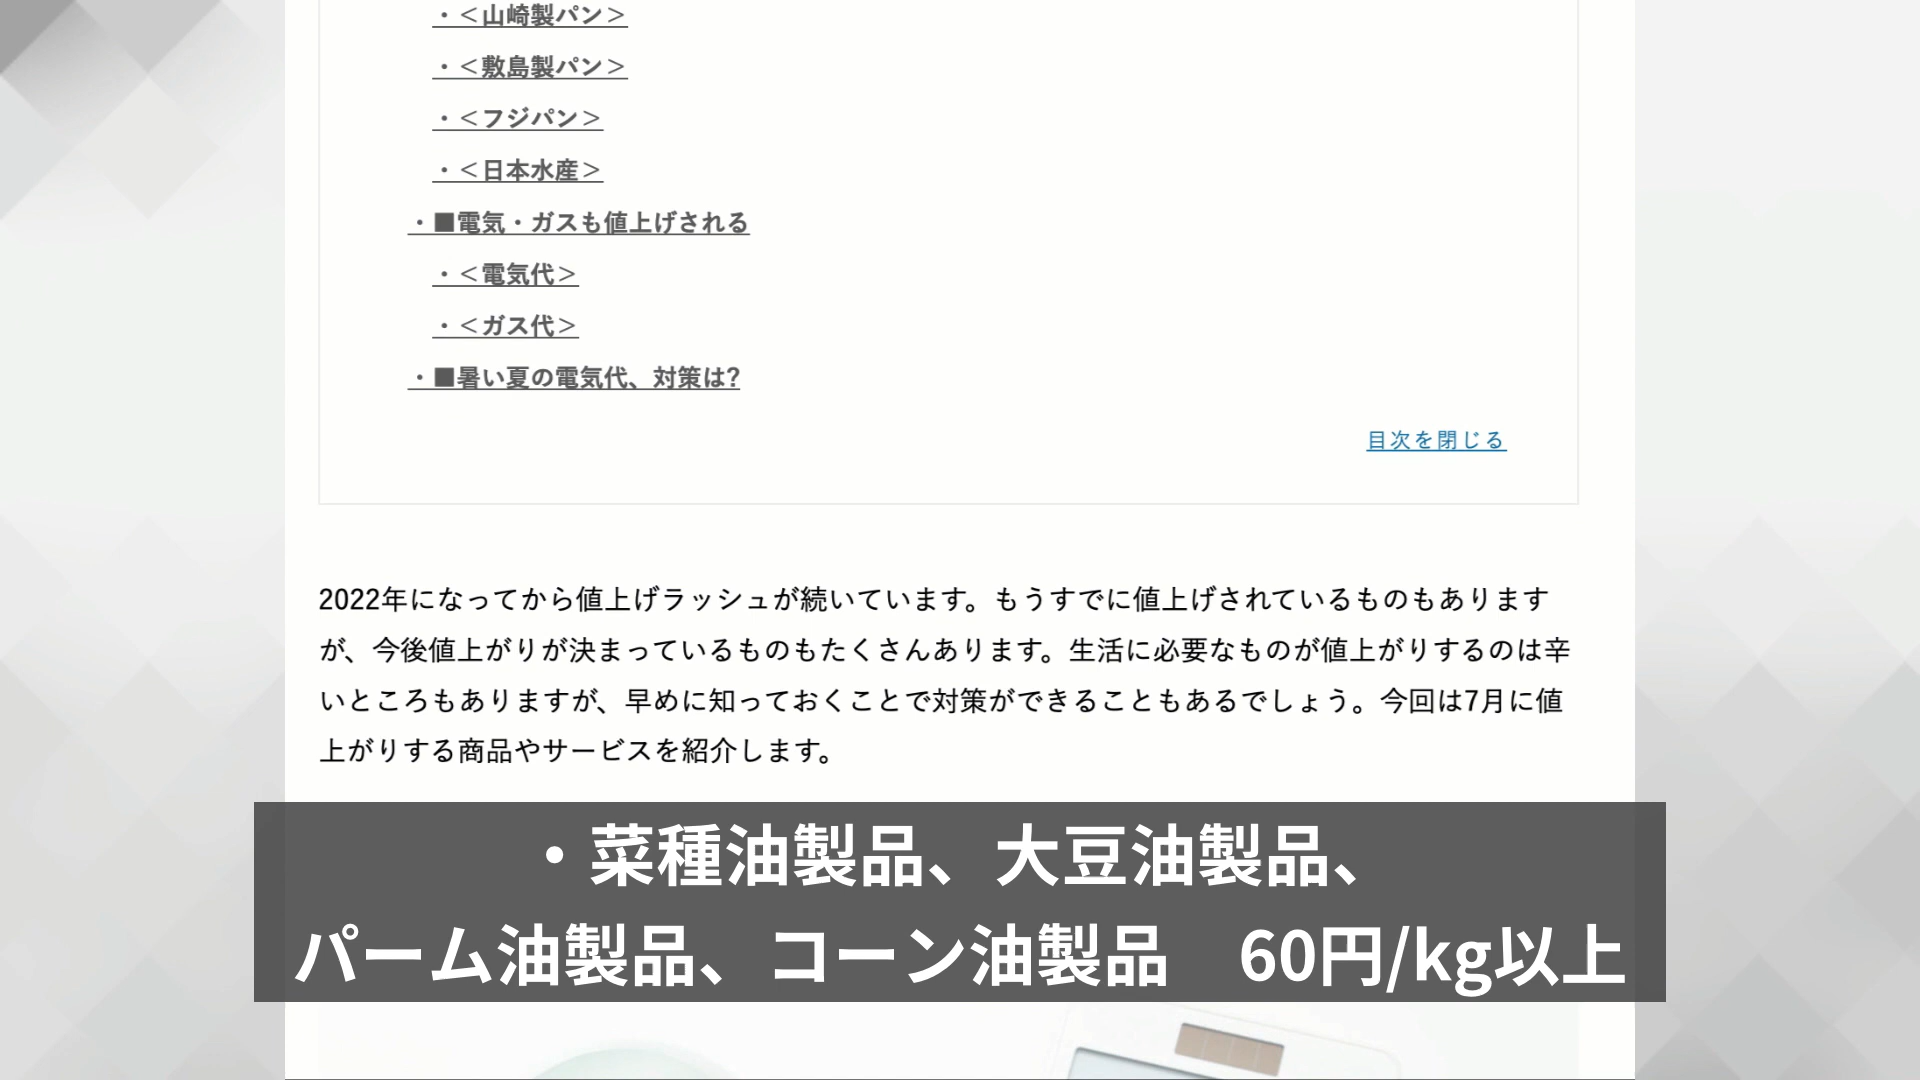 ・＜山崎製パン＞
・＜敷島製パン＞
・＜フジパン＞
・＜日本水産＞
・■電気・ガスも値上げされる
・＜電気代＞
・＜ガス代＞
・■暑い夏の電気代、対策は?
目次を閉じる
2022年になってから値上げラッシュが続いています。もうすでに値上げされているものもあります
が、今後値上がりが決まっているものもたくさんあります。生活に必要なものが値上がりするのは辛
いところもありますが、早めに知っておくことで対策ができることもあるでしょう。今回は7月に値
上がりする商品やサービスを紹介します。
・菜種油製品、大豆油製品、
パーム油製品、コーン油製品　60円/kg以上